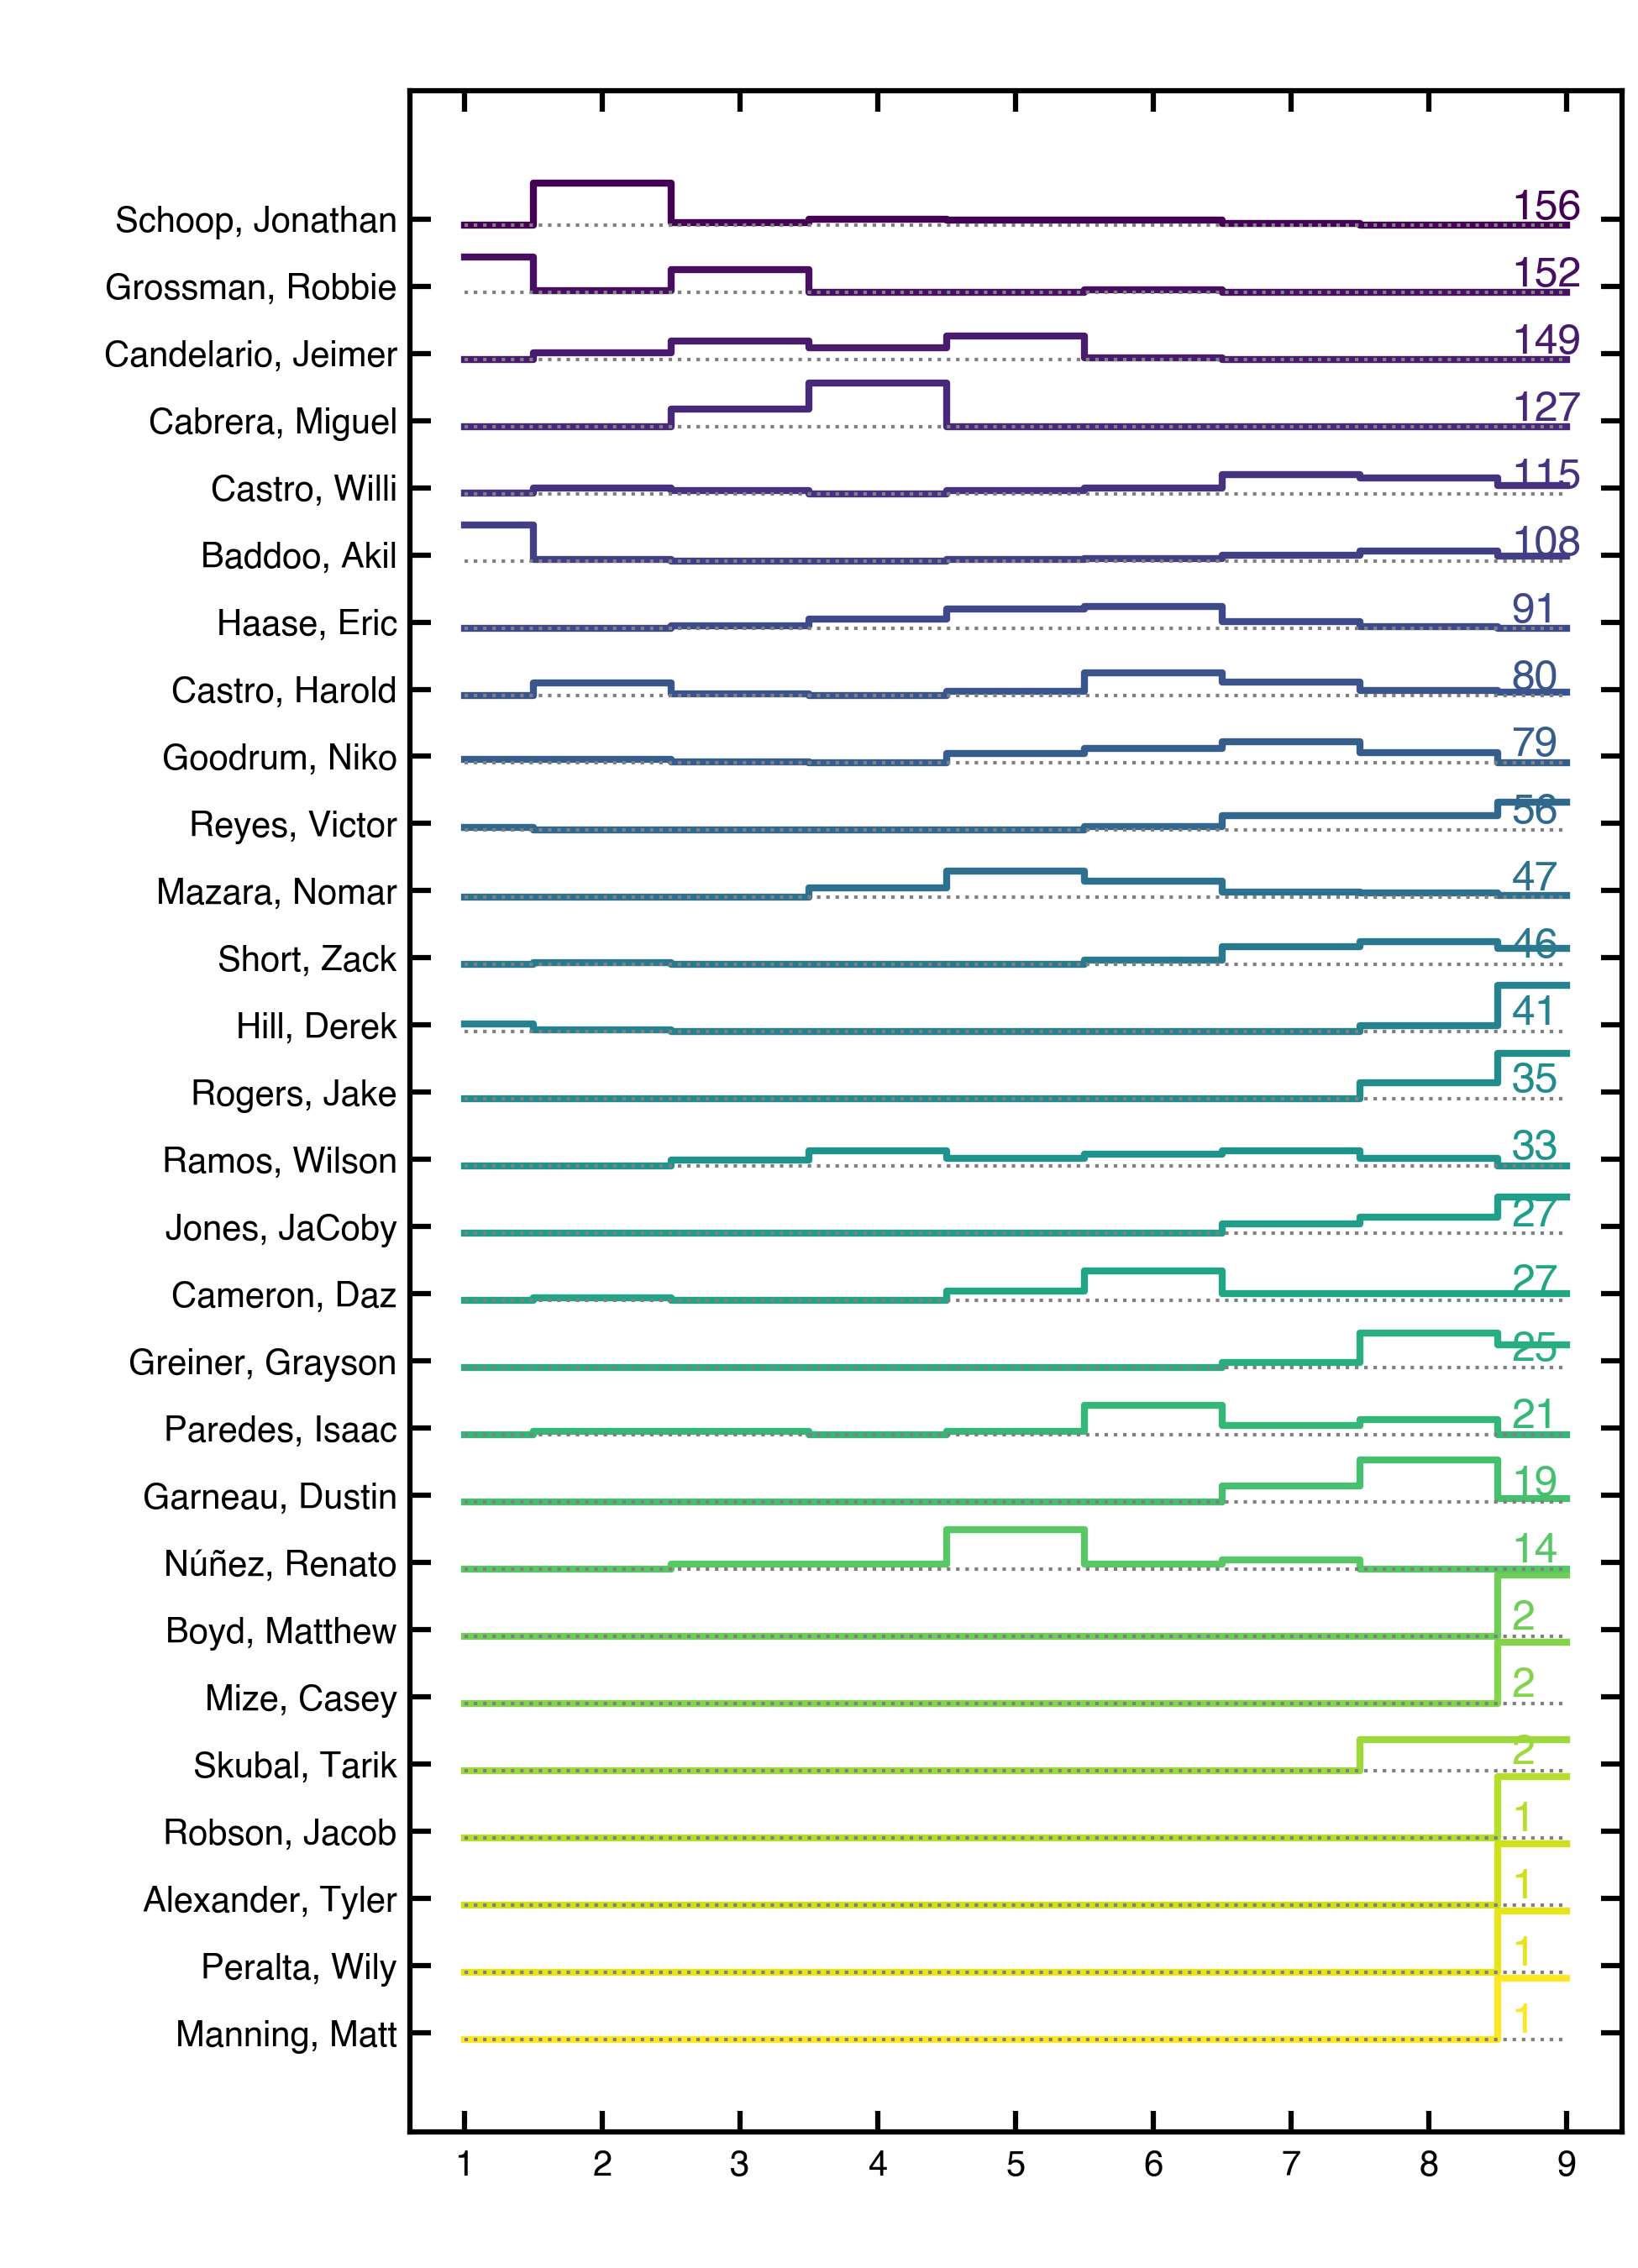 Schoop, Jonathan 156
Grossman, Robbie 152
Candelario, Jeimer 149
Cabrera, Miguel 127
Castro, Willi 115
Baddoo, Akil 108
Haase, Eric 91
Castro, Harold 80
Goodrum, Niko 79
Reyes, Victor 56
Mazara, Nomar 47
Short, Zack 46
Hill, Derek 41
Rogers, Jake 35
Ramos, Wilson 33
Jones, JaCoby 27
Cameron, Daz 27
Greiner, Grayson 25
Paredes, Isaac 21
Garneau, Dustin 19
Núñez, Renato 14
Boyd, Matthew 2
Mize, Casey 2
Skubal, Tarik 2
Robson, Jacob 1
Alexander, Tyler 1
Peralta, Wily 1
Manning, Matt 1
1 2 3 4 5 6 7 8 9